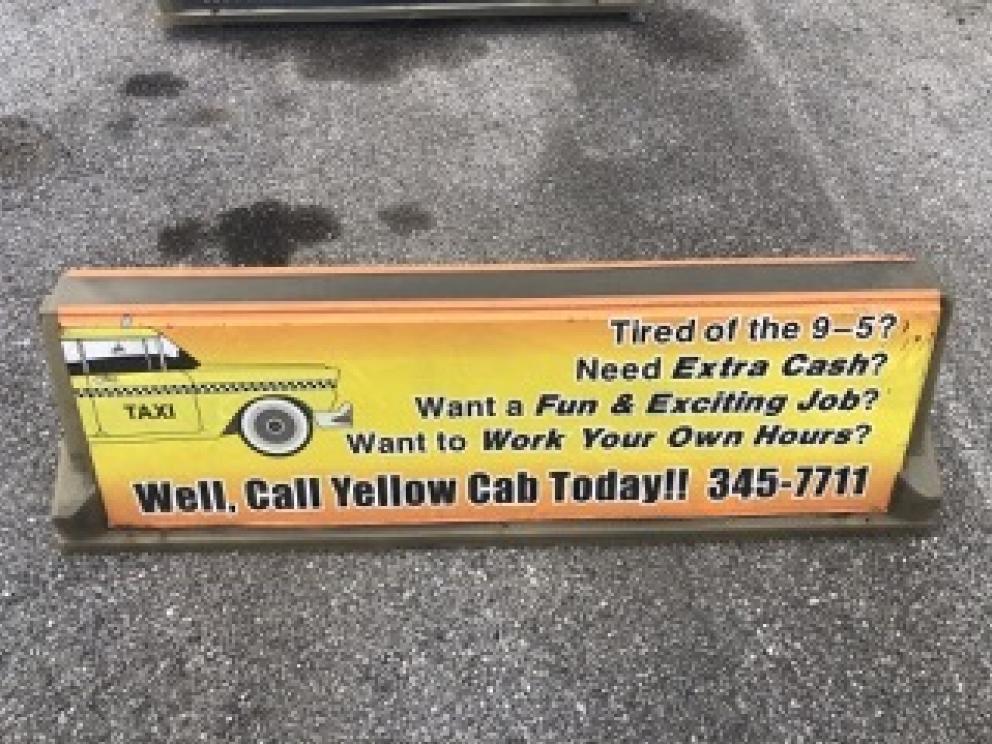 Tired of the 9–5?
Need Extra Cash?
Want a Fun & Exciting Job?
TAXI
Want to Work Your Own Hours?
Well, Call Yellow Cab Today!! 345-7711